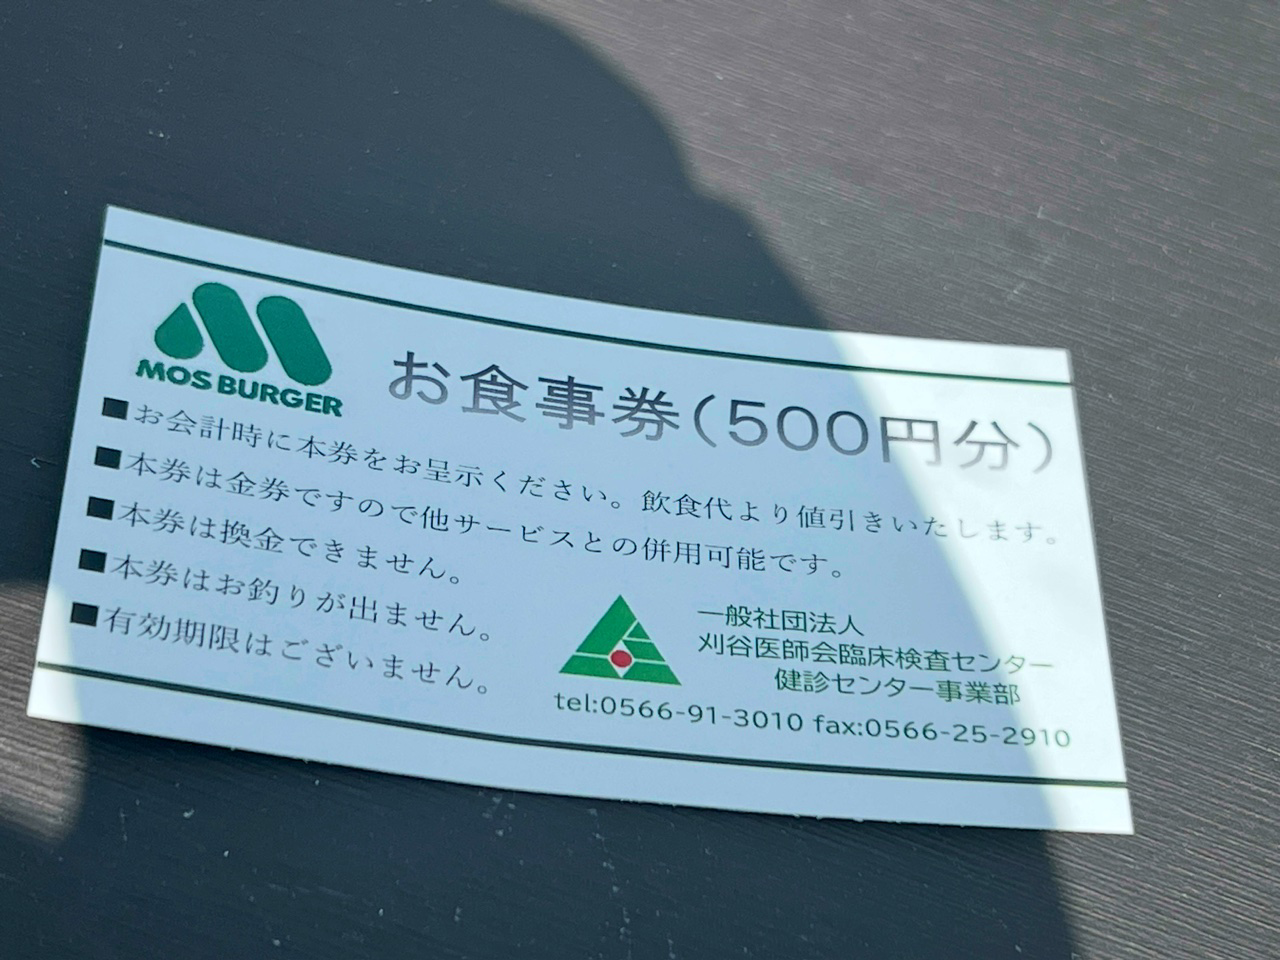 MOS BURGER
お食事券(500円分)
■お会計時に本券をお呈示ください。飲食代より値引きいたします。
■本券は金券ですので他サービスとの併用可能です。
■本券は換金できません。
■本券はお釣りが出ません。
■有効期限はございません。
一般社団法人
刈谷医師会臨床検査センター
健診センター事業部
tel:0566-91-3010 fax:0566-25-2910